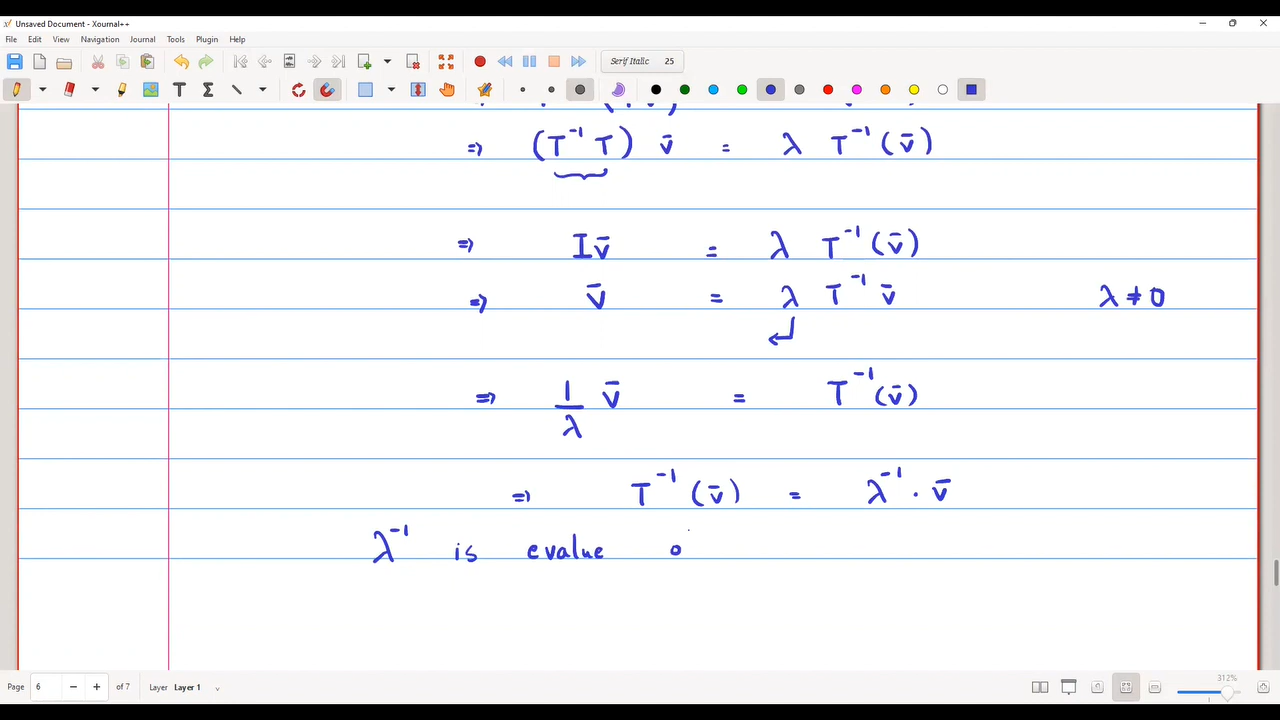 Unsaved Document - Xournal++
File Edit View Navigation Journal Tools Plugin Help
Serif Italic 25
⇒ (T⁻¹ T) v̄ = λ T⁻¹(v̄)
⇒ I v̄ = λ T⁻¹(v̄)
⇒ v̄ = λ T⁻¹ v̄ λ ≠ 0
⇒ 1/λ v̄ = T⁻¹(v̄)
⇒ T⁻¹(v̄) = λ⁻¹ · v̄
λ⁻¹ is evalue o
Page 6 of 7 Layer Layer 1 312%